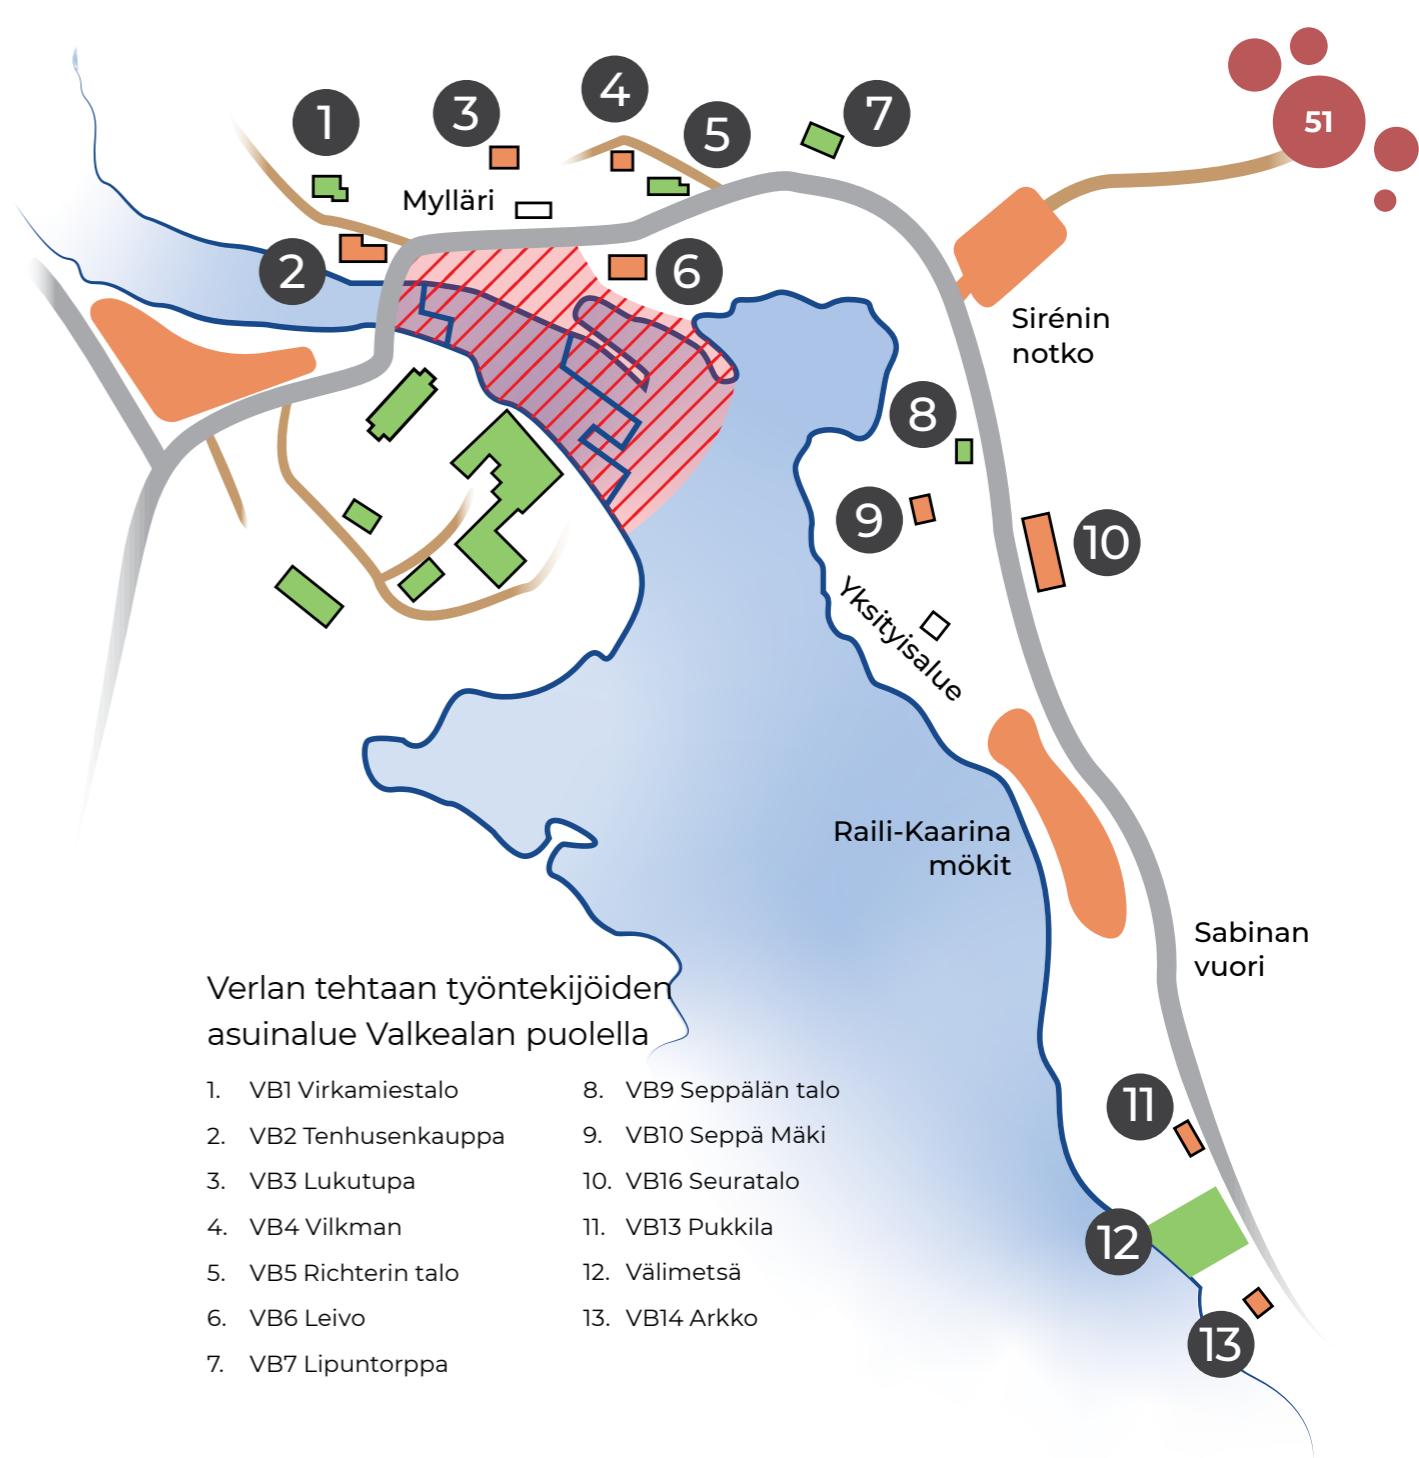 1
3
4
5
7
51
Mylläri
2
6
Sirénin
notko
8
9
10
Yksityisalue
Raili-Kaarina
mökit
Sabinan
vuori
Verlan tehtaan työntekijöiden
asuinalue Valkealan puolella
1. VB1 Virkamiestalo
2. VB2 Tenhusenkauppa
3. VB3 Lukutupa
4. VB4 Vilkman
5. VB5 Richterin talo
6. VB6 Leivo
7. VB7 Lipuntorppa
8. VB9 Seppälän talo
9. VB10 Seppä Mäki
10. VB16 Seuratalo
11. VB13 Pukkila
12. Välimetsä
13. VB14 Arkko
11
12
13